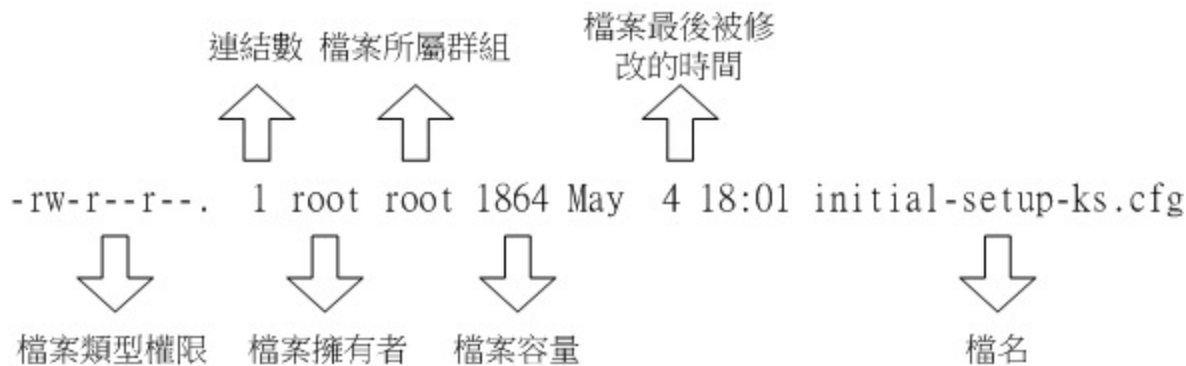 連結數 檔案所屬群組
檔案最後被修
改的時間
-rw-r--r--. 1 root root 1864 May 4 18:01 initial-setup-ks.cfg
檔案類型權限 檔案擁有者 檔案容量 檔名